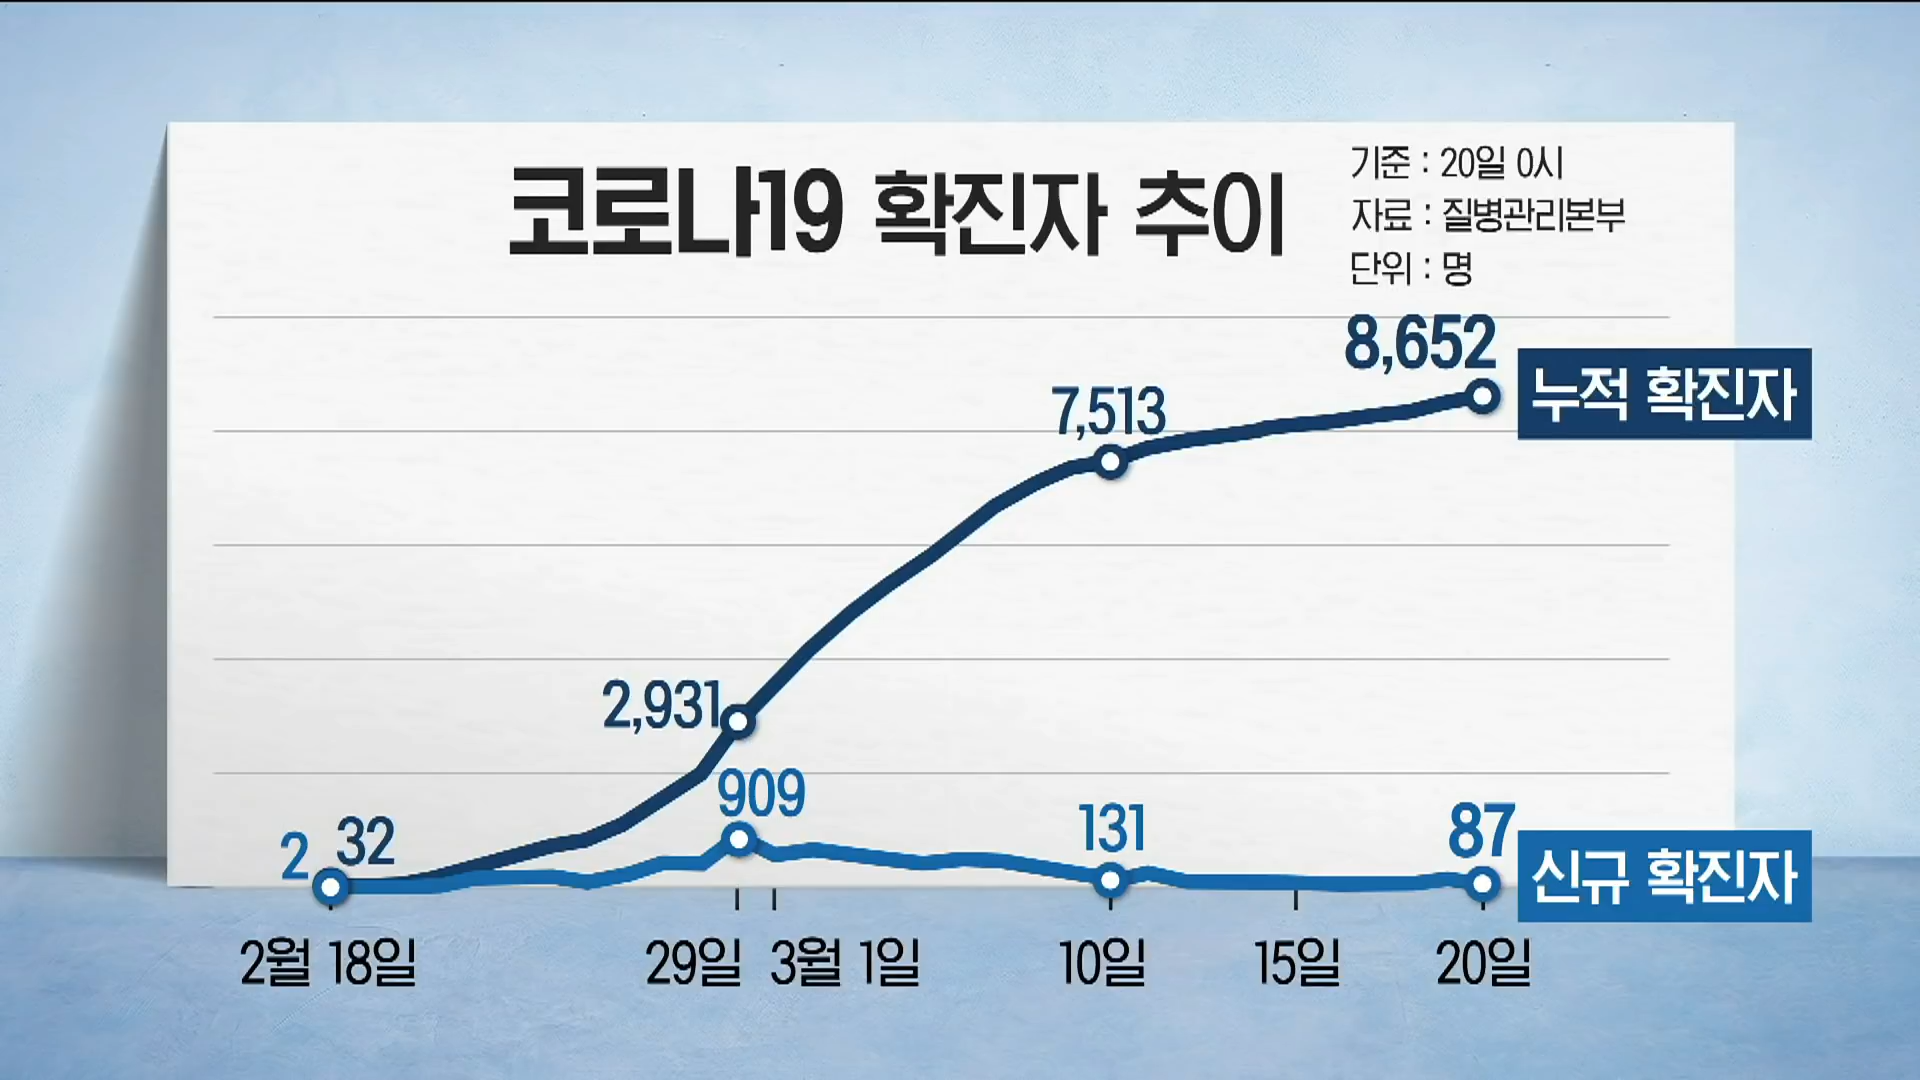 코로나19 확진자 추이
기준 : 20일 0시
자료 : 질병관리본부
단위 : 명
8,652
누적 확진자
7,513
2,931
909
2
32
131
87
신규 확진자
2월 18일
29일
3월 1일
10일
15일
20일